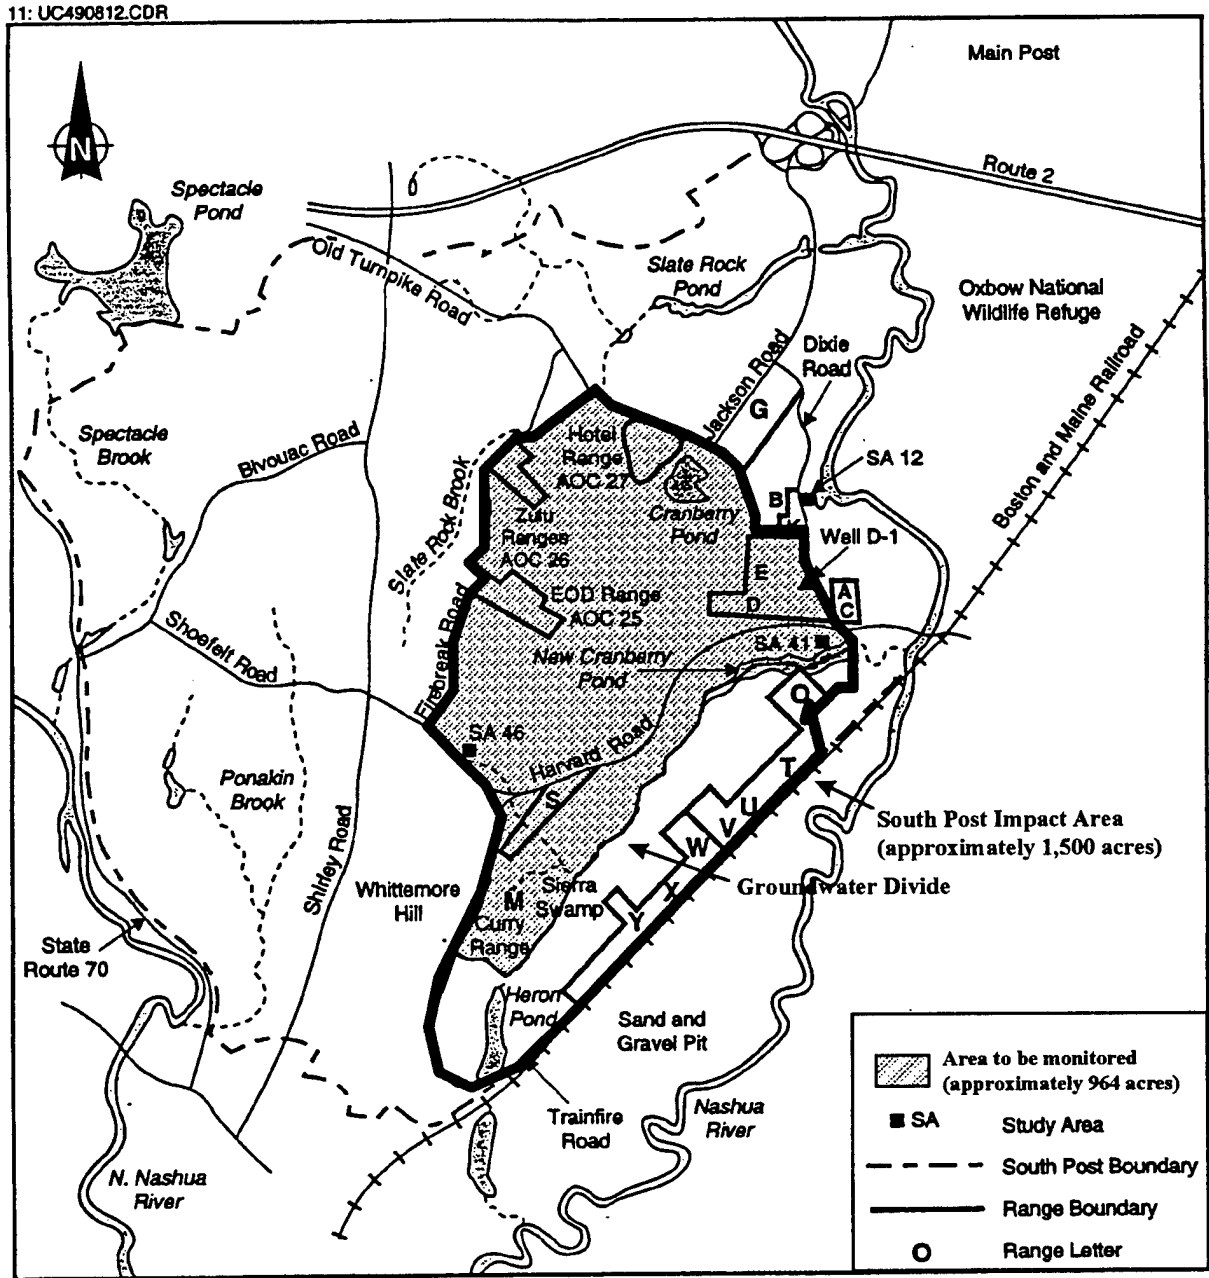 11: UC490812.CDR
Main Post
N
Route 2
Spectacle
Pond
Old Turnpike Road
Slate Rock
Pond
Oxbow National
Wildlife Refuge
Jackson Road
Dixie
Road
Boston and Maine Railroad
G
Spectacle
Brook
Bivouac Road
Hotel
Range
AOC 27
SA 12
Slate Rock Brook
B
K
Cranberry
Pond
Zulu
Ranges
AOC 26
Well D-1
E
EOD Range
AOC 25
D
A
C
Shoefelt Road
Firebreak Road
SA 41
New Cranberry
Pond
O
SA 46
Harvard Road
T
Ponakin
Brook
S
U
South Post Impact Area
(approximately 1,500 acres)
V
W
Shirley Road
Groundwater Divide
Whittemore
Hill
Sierra
Swamp
X
M
Curry
Range
Y
State
Route 70
Heron
Pond
Sand and
Gravel Pit
Trainfire
Road
Nashua
River
N. Nashua
River
Area to be monitored
(approximately 964 acres)
SA
Study Area
South Post Boundary
Range Boundary
O
Range Letter